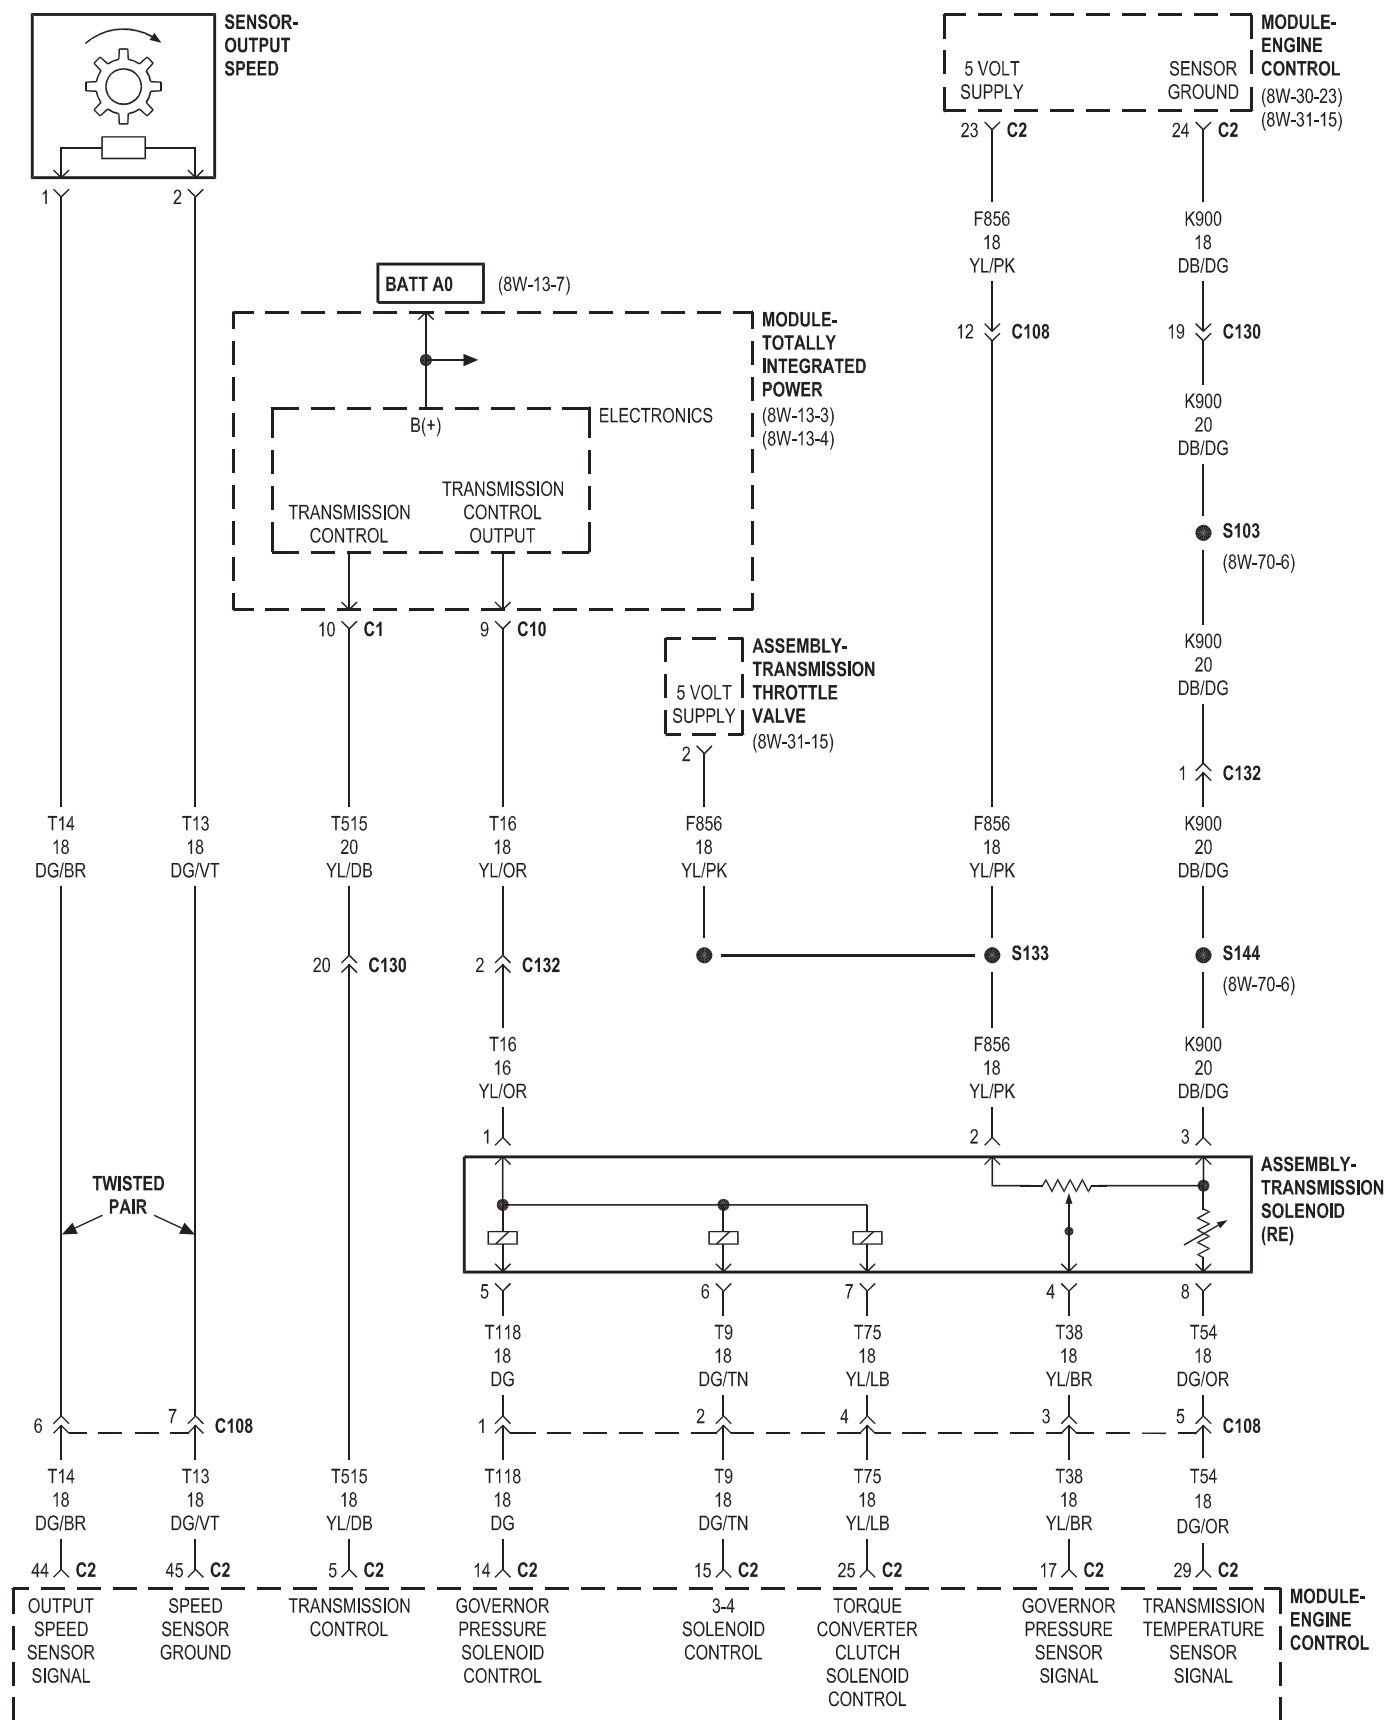 SENSOR-
OUTPUT
SPEED
MODULE-
ENGINE
CONTROL
(8W-30-23)
(8W-31-15)
5 VOLT
SUPPLY
SENSOR
GROUND
23 C2
24 C2
1
2
F856
18
YL/PK
K900
18
DB/DG
BATT A0 (8W-13-7)
MODULE-
TOTALLY
INTEGRATED
POWER
(8W-13-3)
(8W-13-4)
12 C108
19 C130
ELECTRONICS
B(+)
K900
20
DB/DG
TRANSMISSION
CONTROL
TRANSMISSION
CONTROL
OUTPUT
S103
(8W-70-6)
10 C1
9 C10
ASSEMBLY-
TRANSMISSION
THROTTLE
VALVE
(8W-31-15)
5 VOLT
SUPPLY
2
K900
20
DB/DG
1 C132
T14
18
DG/BR
T13
18
DG/VT
T515
20
YL/DB
T16
18
YL/OR
F856
18
YL/PK
F856
18
YL/PK
K900
20
DB/DG
20 C130
2 C132
S133
S144
(8W-70-6)
T16
16
YL/OR
F856
18
YL/PK
K900
20
DB/DG
1
2
3
TWISTED
PAIR
ASSEMBLY-
TRANSMISSION
SOLENOID
(RE)
5
6
7
4
8
T118
18
DG
T9
18
DG/TN
T75
18
YL/LB
T38
18
YL/BR
T54
18
DG/OR
6
7
C108
1
2
4
3
5
C108
T14
18
DG/BR
T13
18
DG/VT
T515
18
YL/DB
T118
18
DG
T9
18
DG/TN
T75
18
YL/LB
T38
18
YL/BR
T54
18
DG/OR
44 C2
45 C2
5 C2
14 C2
15 C2
25 C2
17 C2
29 C2
OUTPUT
SPEED
SENSOR
SIGNAL
SPEED
SENSOR
GROUND
TRANSMISSION
CONTROL
GOVERNOR
PRESSURE
SOLENOID
CONTROL
3-4
SOLENOID
CONTROL
TORQUE
CONVERTER
CLUTCH
SOLENOID
CONTROL
GOVERNOR
PRESSURE
SENSOR
SIGNAL
TRANSMISSION
TEMPERATURE
SENSOR
SIGNAL
MODULE-
ENGINE
CONTROL